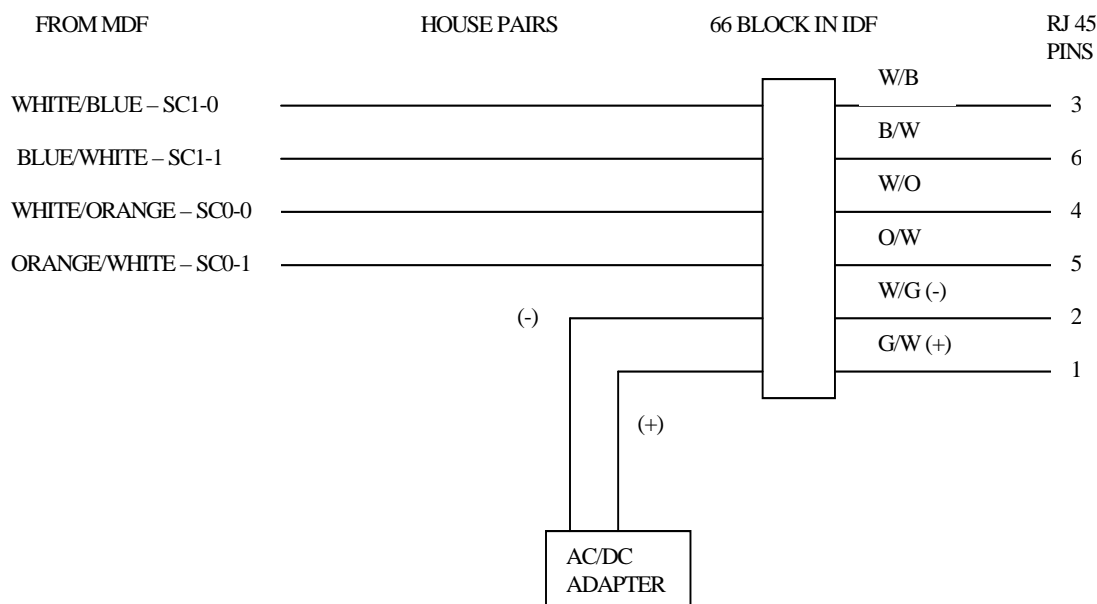 FROM MDF HOUSE PAIRS 66 BLOCK IN IDF RJ 45
PINS
W/B
WHITE/BLUE – SC1-0 3
B/W
BLUE/WHITE – SC1-1 6
W/O
WHITE/ORANGE – SC0-0 4
O/W
ORANGE/WHITE – SC0-1 5
W/G (-)
(-) 2
G/W (+)
1
(+)
AC/DC
ADAPTER